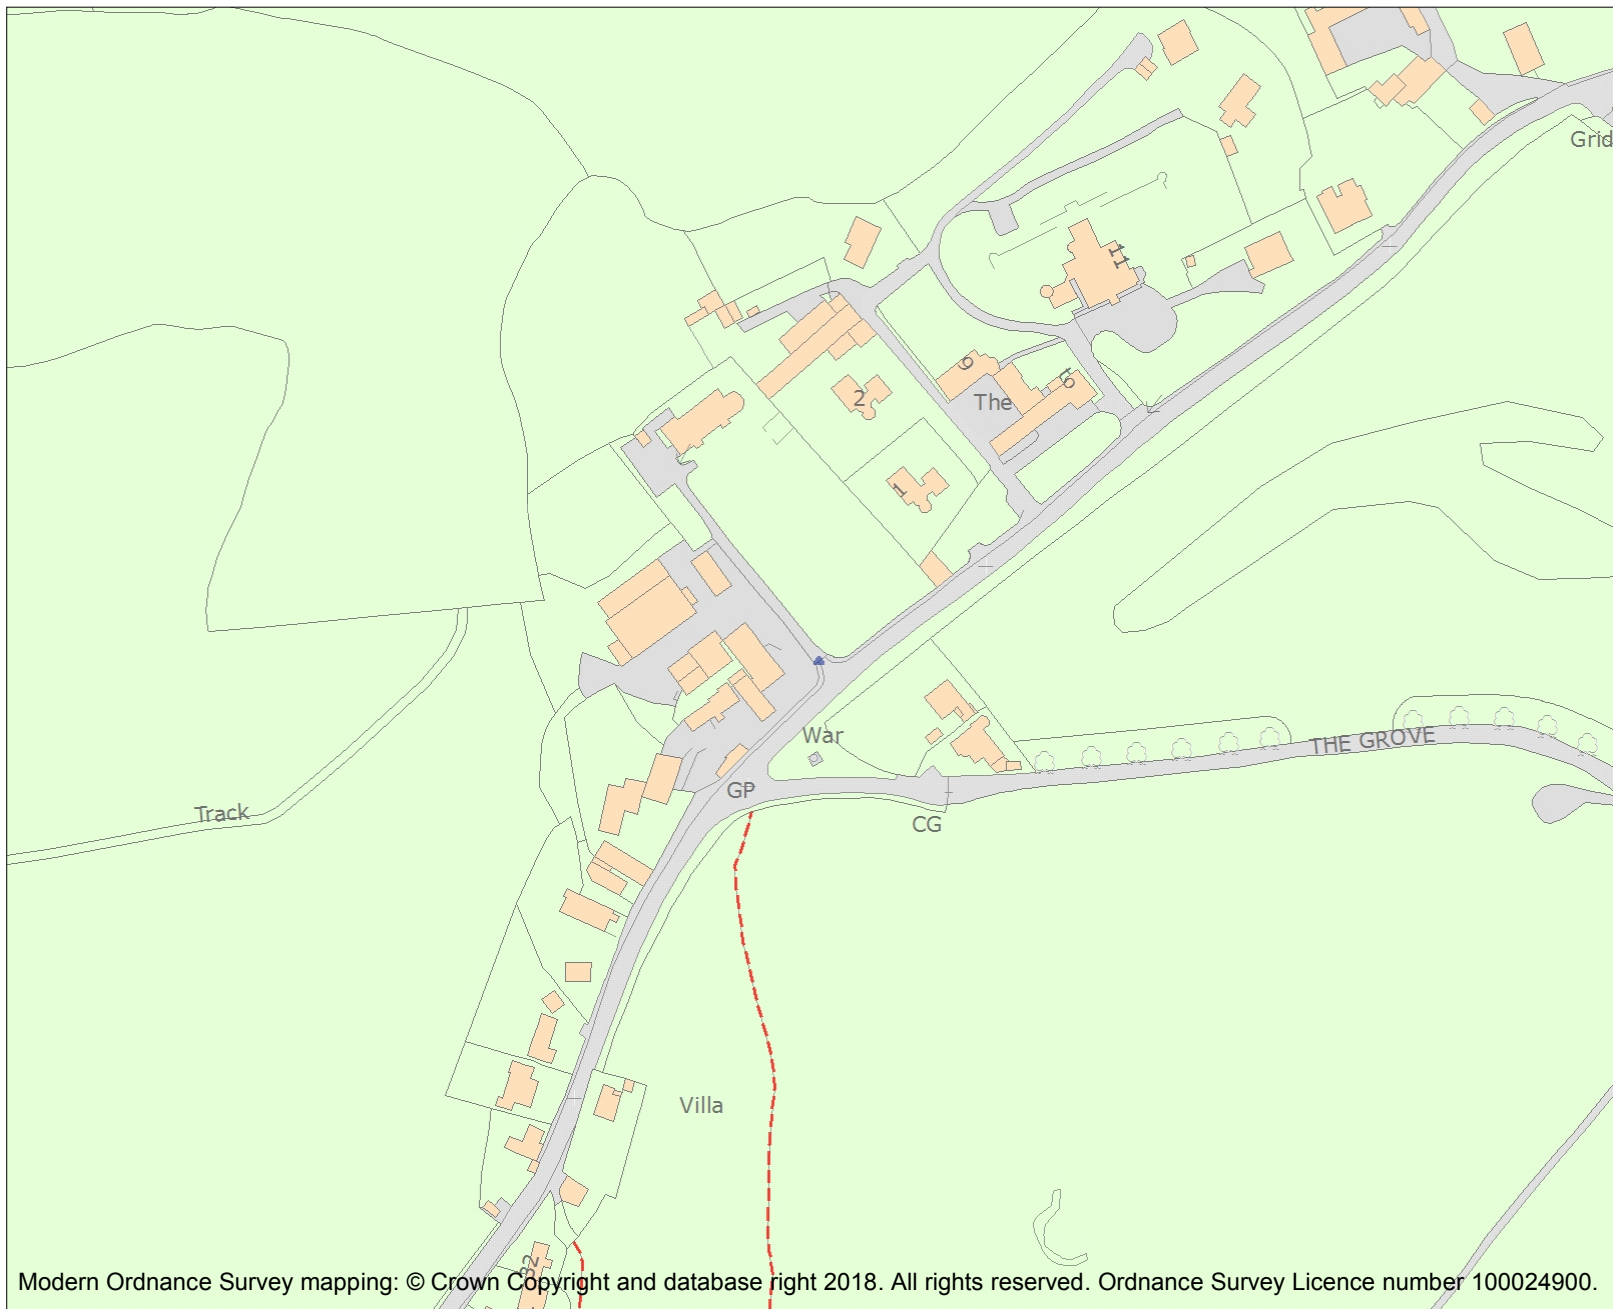 Grid
11
9
to
2
The
1
War
THE GROVE
GP
Track
CG
Villa
32
Modern Ordnance Survey mapping: © Crown Copyright and database right 2018. All rights reserved. Ordnance Survey Licence number 100024900.